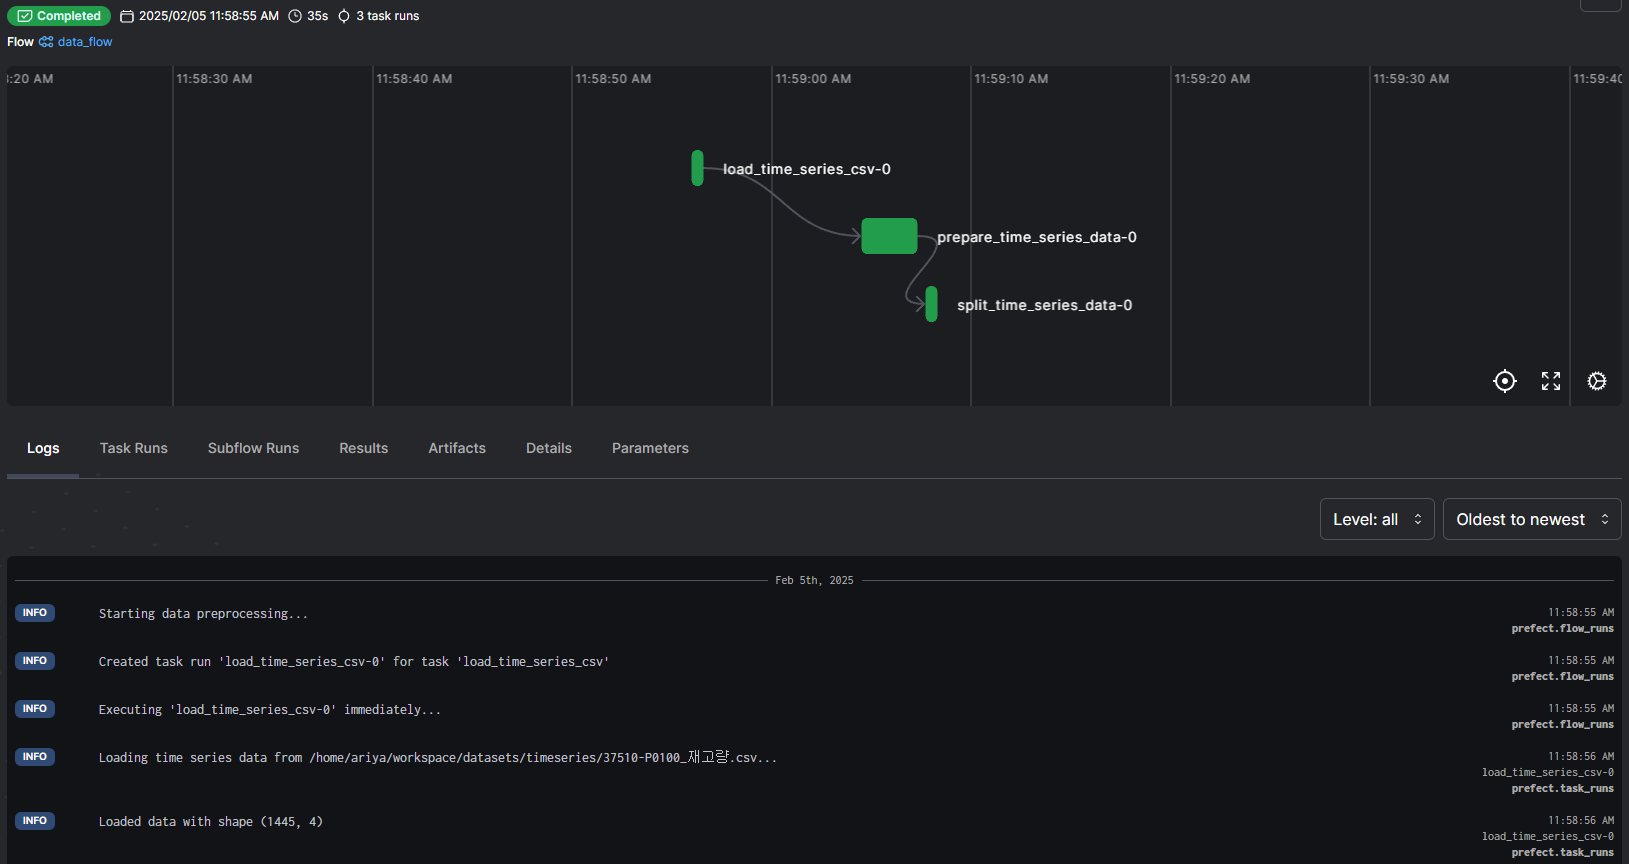 Completed 2025/02/05 11:58:55 AM 35s 3 task runs
Flow data_flow
:20 AM 11:58:30 AM 11:58:40 AM 11:58:50 AM 11:59:00 AM 11:59:10 AM 11:59:20 AM 11:59:30 AM 11:59:40
load_time_series_csv-0
prepare_time_series_data-0
split_time_series_data-0
Logs Task Runs Subflow Runs Results Artifacts Details Parameters
Level: all Oldest to newest
Feb 5th, 2025
INFO Starting data preprocessing... 11:58:55 AM
prefect.flow_runs
INFO Created task run 'load_time_series_csv-0' for task 'load_time_series_csv' 11:58:55 AM
prefect.flow_runs
INFO Executing 'load_time_series_csv-0' immediately... 11:58:55 AM
prefect.flow_runs
INFO Loading time series data from /home/ariya/workspace/datasets/timeseries/37510-P0100_재고량.csv... 11:58:56 AM
load_time_series_csv-0
prefect.task_runs
INFO Loaded data with shape (1445, 4) 11:58:56 AM
load_time_series_csv-0
prefect.task_runs